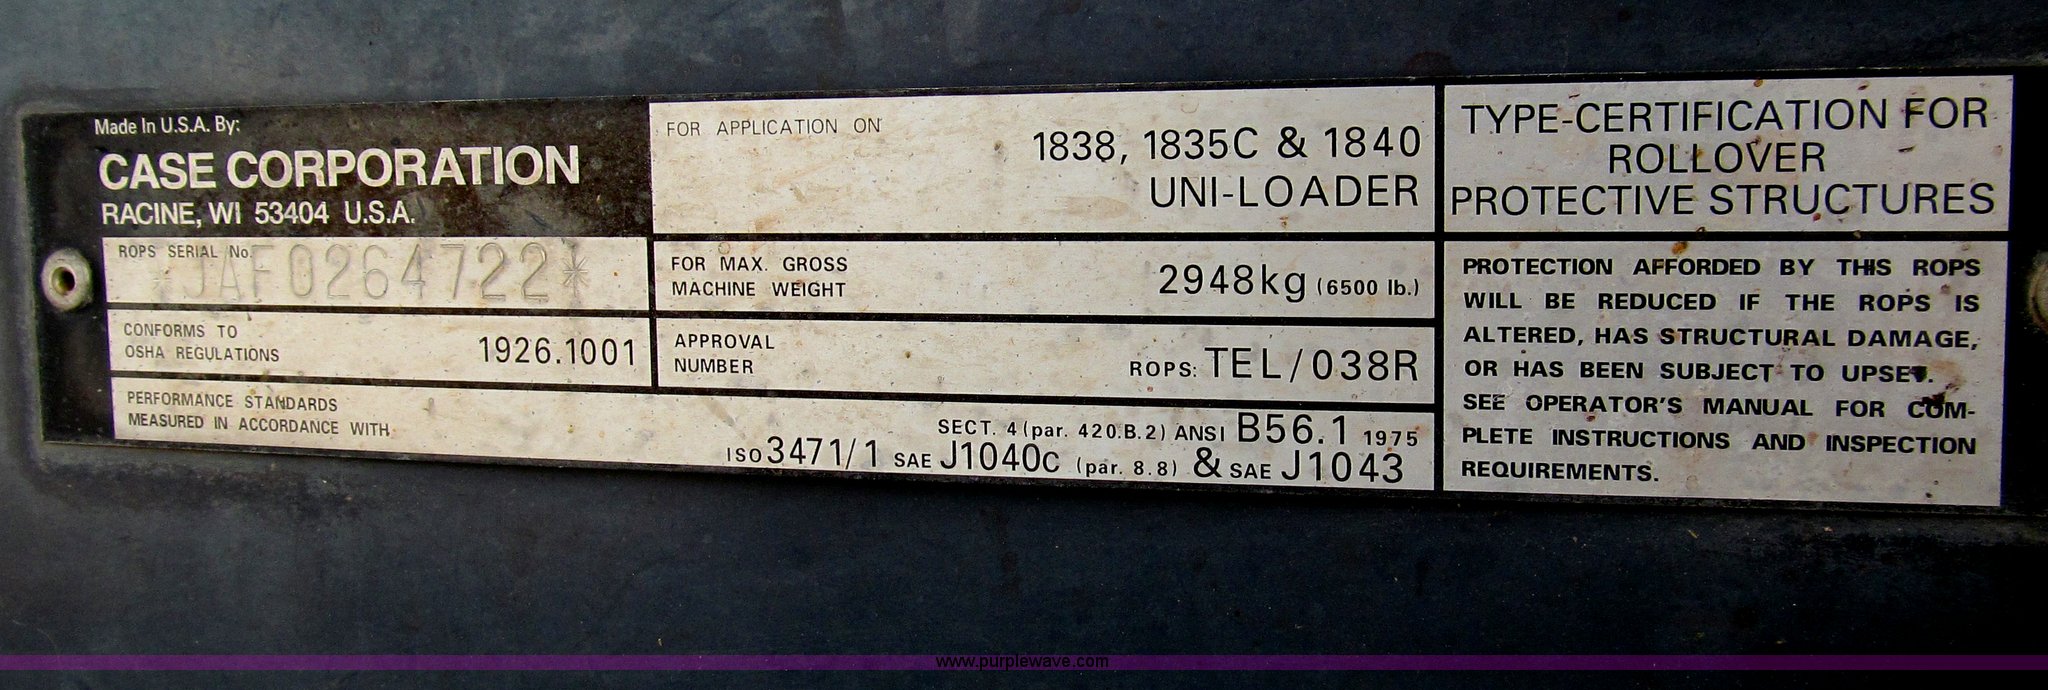 Made In U.S.A. By:
CASE CORPORATION
RACINE, WI 53404 U.S.A.
ROPS SERIAL No.
*JAF0264722*
CONFORMS TO
OSHA REGULATIONS
1926.1001
PERFORMANCE STANDARDS
MEASURED IN ACCORDANCE WITH
SECT. 4 (par. 420.B.2) ANSI B56.1 1975
ISO 3471/1 SAE J1040C (par. 8.8) & SAE J1043
FOR APPLICATION ON
1838, 1835C & 1840
UNI-LOADER
FOR MAX. GROSS
MACHINE WEIGHT
2948kg (6500 lb.)
APPROVAL
NUMBER
ROPS: TEL/038R
TYPE-CERTIFICATION FOR
ROLLOVER
PROTECTIVE STRUCTURES
PROTECTION AFFORDED BY THIS ROPS
WILL BE REDUCED IF THE ROPS IS
ALTERED, HAS STRUCTURAL DAMAGE,
OR HAS BEEN SUBJECT TO UPSET.
SEE OPERATOR'S MANUAL FOR COM-
PLETE INSTRUCTIONS AND INSPECTION
REQUIREMENTS.
www.purplewave.com